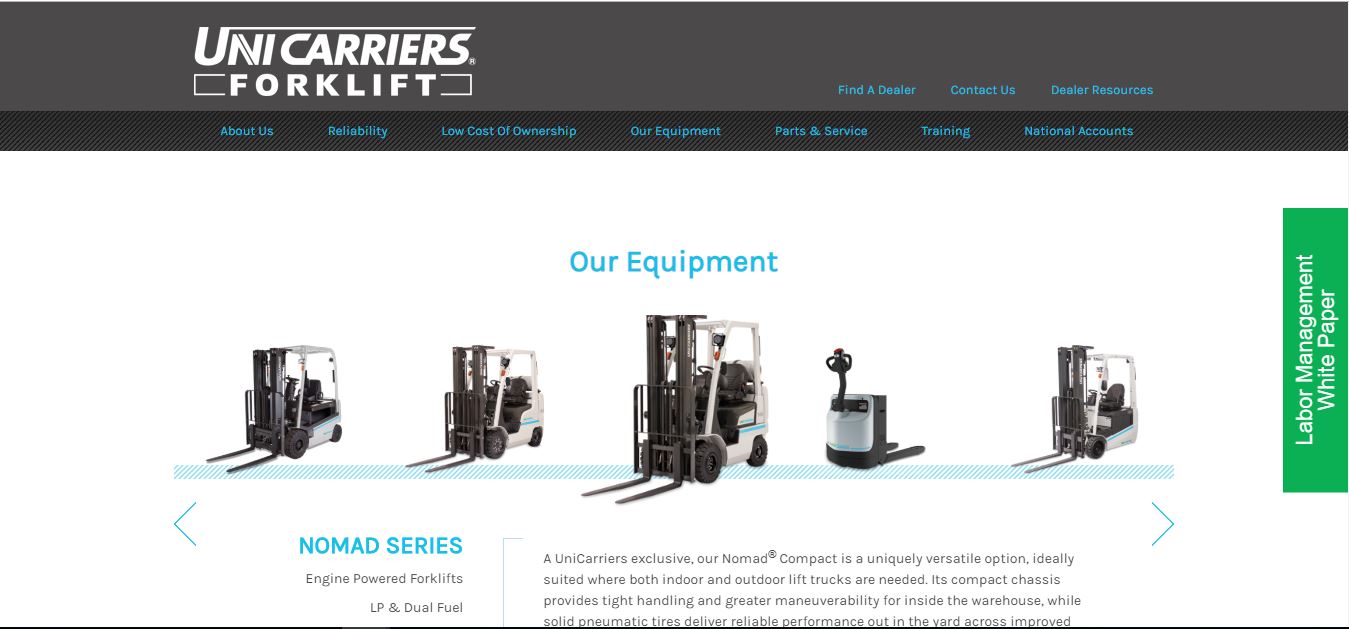 UNICARRIERS®
FORKLIFT
Find A Dealer
Contact Us
Dealer Resources
About Us
Reliability
Low Cost Of Ownership
Our Equipment
Parts & Service
Training
National Accounts
Our Equipment
Labor Management
White Paper
NOMAD SERIES
Engine Powered Forklifts
LP & Dual Fuel
A UniCarriers exclusive, our Nomad® Compact is a uniquely versatile option, ideally
suited where both indoor and outdoor lift trucks are needed. Its compact chassis
provides tight handling and greater maneuverability for inside the warehouse, while
solid pneumatic tires deliver reliable performance out in the yard across improved